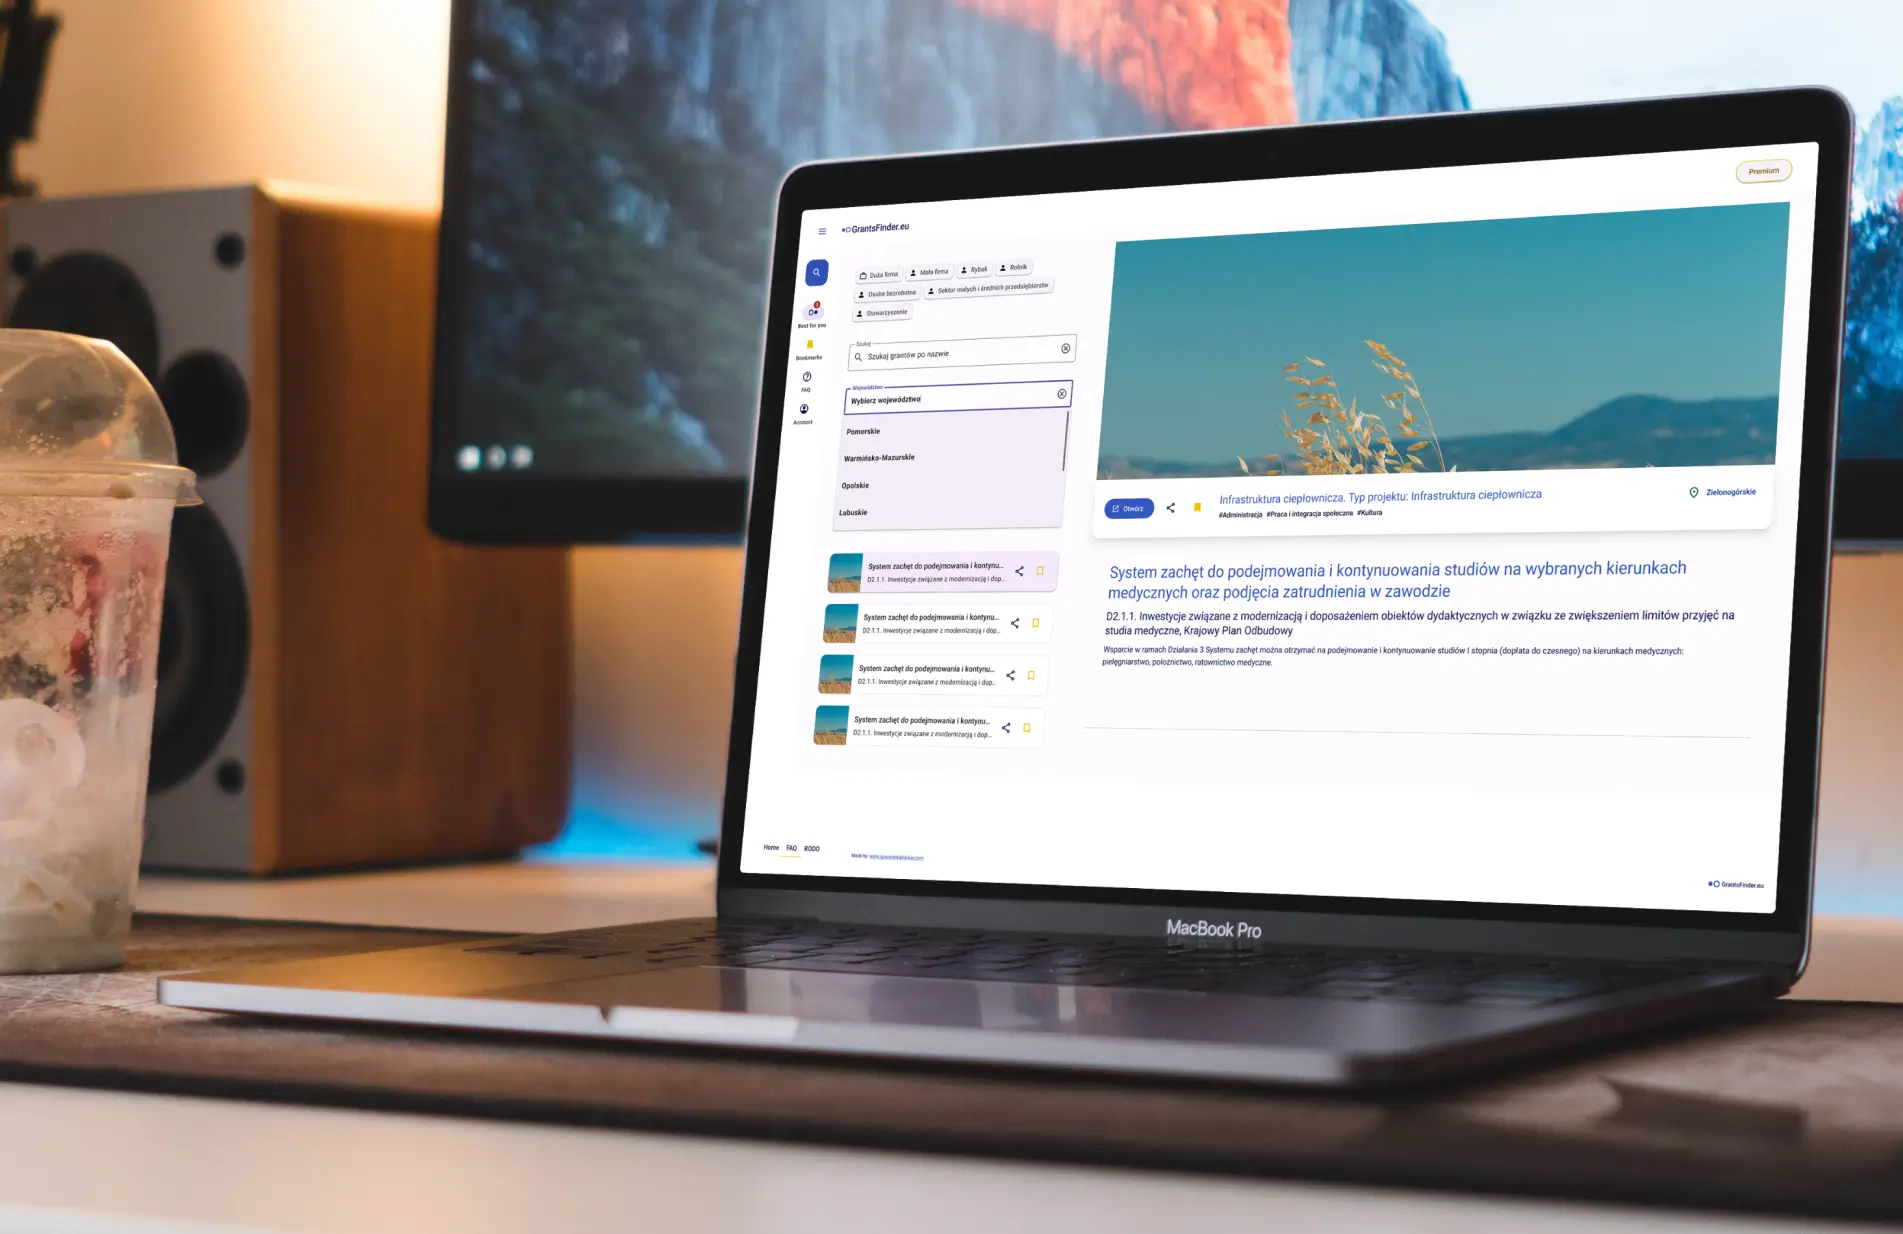 Premium
GrantsFinder.eu
Duża firma
Mała firma
Rybak
Rolnik
Osoba bezrobotna
Sektor małych i średnich przedsiębiorstw
Stowarzyszenie
Best for you
Bookmarks
FAQ
Account
Szukaj
Szukaj grantów po nazwie
Województwo
Wybierz województwo
Pomorskie
Warmińsko-Mazurskie
Opolskie
Lubuskie
System zachęt do podejmowania i kontynu...
D2.1.1. Inwestycje związane z modernizacją i dop...
System zachęt do podejmowania i kontynu...
D2.1.1. Inwestycje związane z modernizacją i dop...
System zachęt do podejmowania i kontynu...
D2.1.1. Inwestycje związane z modernizacją i dop...
System zachęt do podejmowania i kontynu...
D2.1.1. Inwestycje związane z modernizacją i dop...
Otwórz
Infrastruktura ciepłownicza. Typ projektu: Infrastruktura ciepłownicza
#Administracja #Praca i integracja społeczna #Kultura
Zielonogórskie
System zachęt do podejmowania i kontynuowania studiów na wybranych kierunkach
medycznych oraz podjęcia zatrudnienia w zawodzie
D2.1.1. Inwestycje związane z modernizacją i doposażeniem obiektów dydaktycznych w związku ze zwiększeniem limitów przyjęć na
studia medyczne, Krajowy Plan Odbudowy
Wsparcie w ramach Działania 3 Systemu zachęt można otrzymać na podejmowanie i kontynuowanie studiów I stopnia (dopłata do czesnego) na kierunkach medycznych:
pielęgniarstwo, położnictwo, ratownictwo medyczne.
Home FAQ RODO
Made by:
GrantsFinder.eu
MacBook Pro